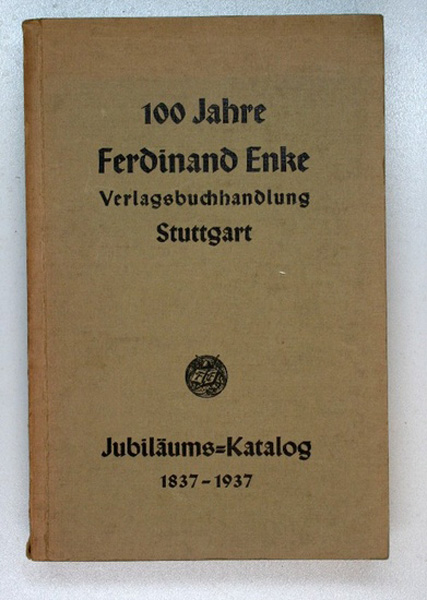 100 Jahre
Ferdinand Enke
Verlagsbuchhandlung
Stuttgart
Jubiläums=Katalog
1837-1937